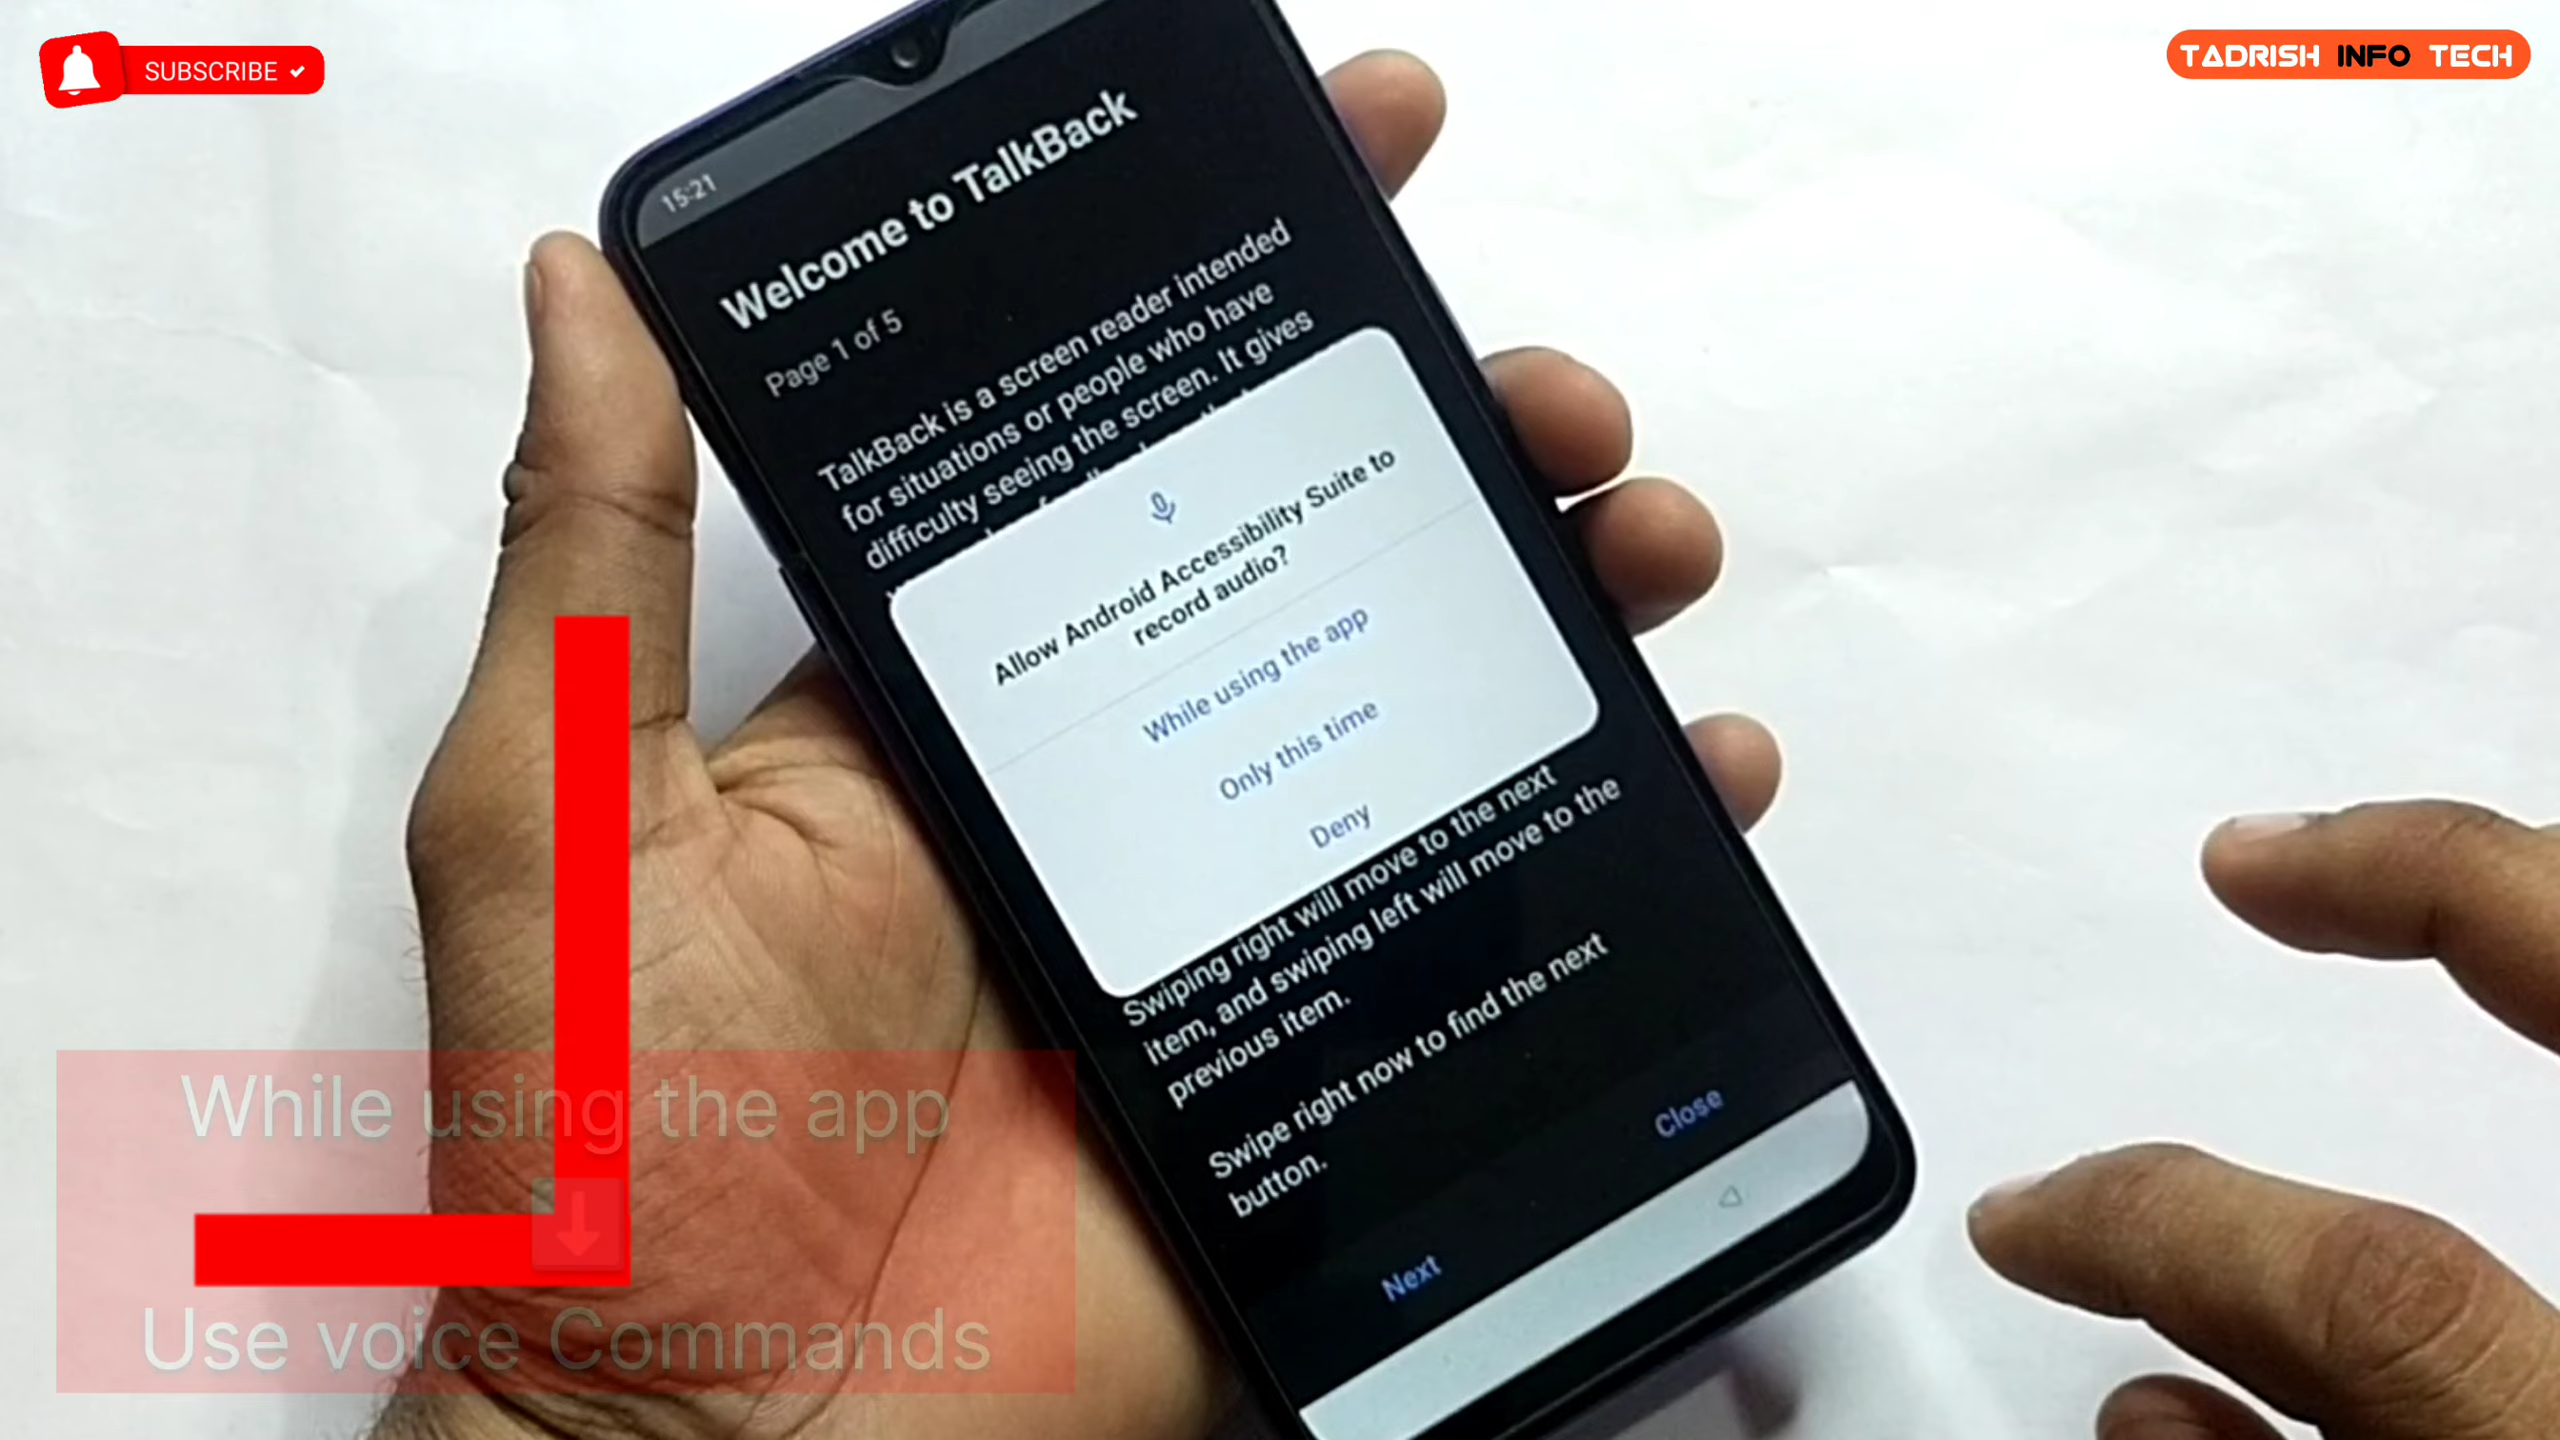 SUBSCRIBE
TADRISH INFO TECH
15:21
Welcome to TalkBack
Page 1 of 5
TalkBack is a screen reader intended
for situations or people who have
difficulty seeing the screen. It gives
Allow Android Accessibility Suite to
record audio?
While using the app
Only this time
Deny
Swiping right will move to the next
item, and swiping left will move to the
previous item.
Swipe right now to find the next
button.
Close
Next
While using the app
Use voice Commands